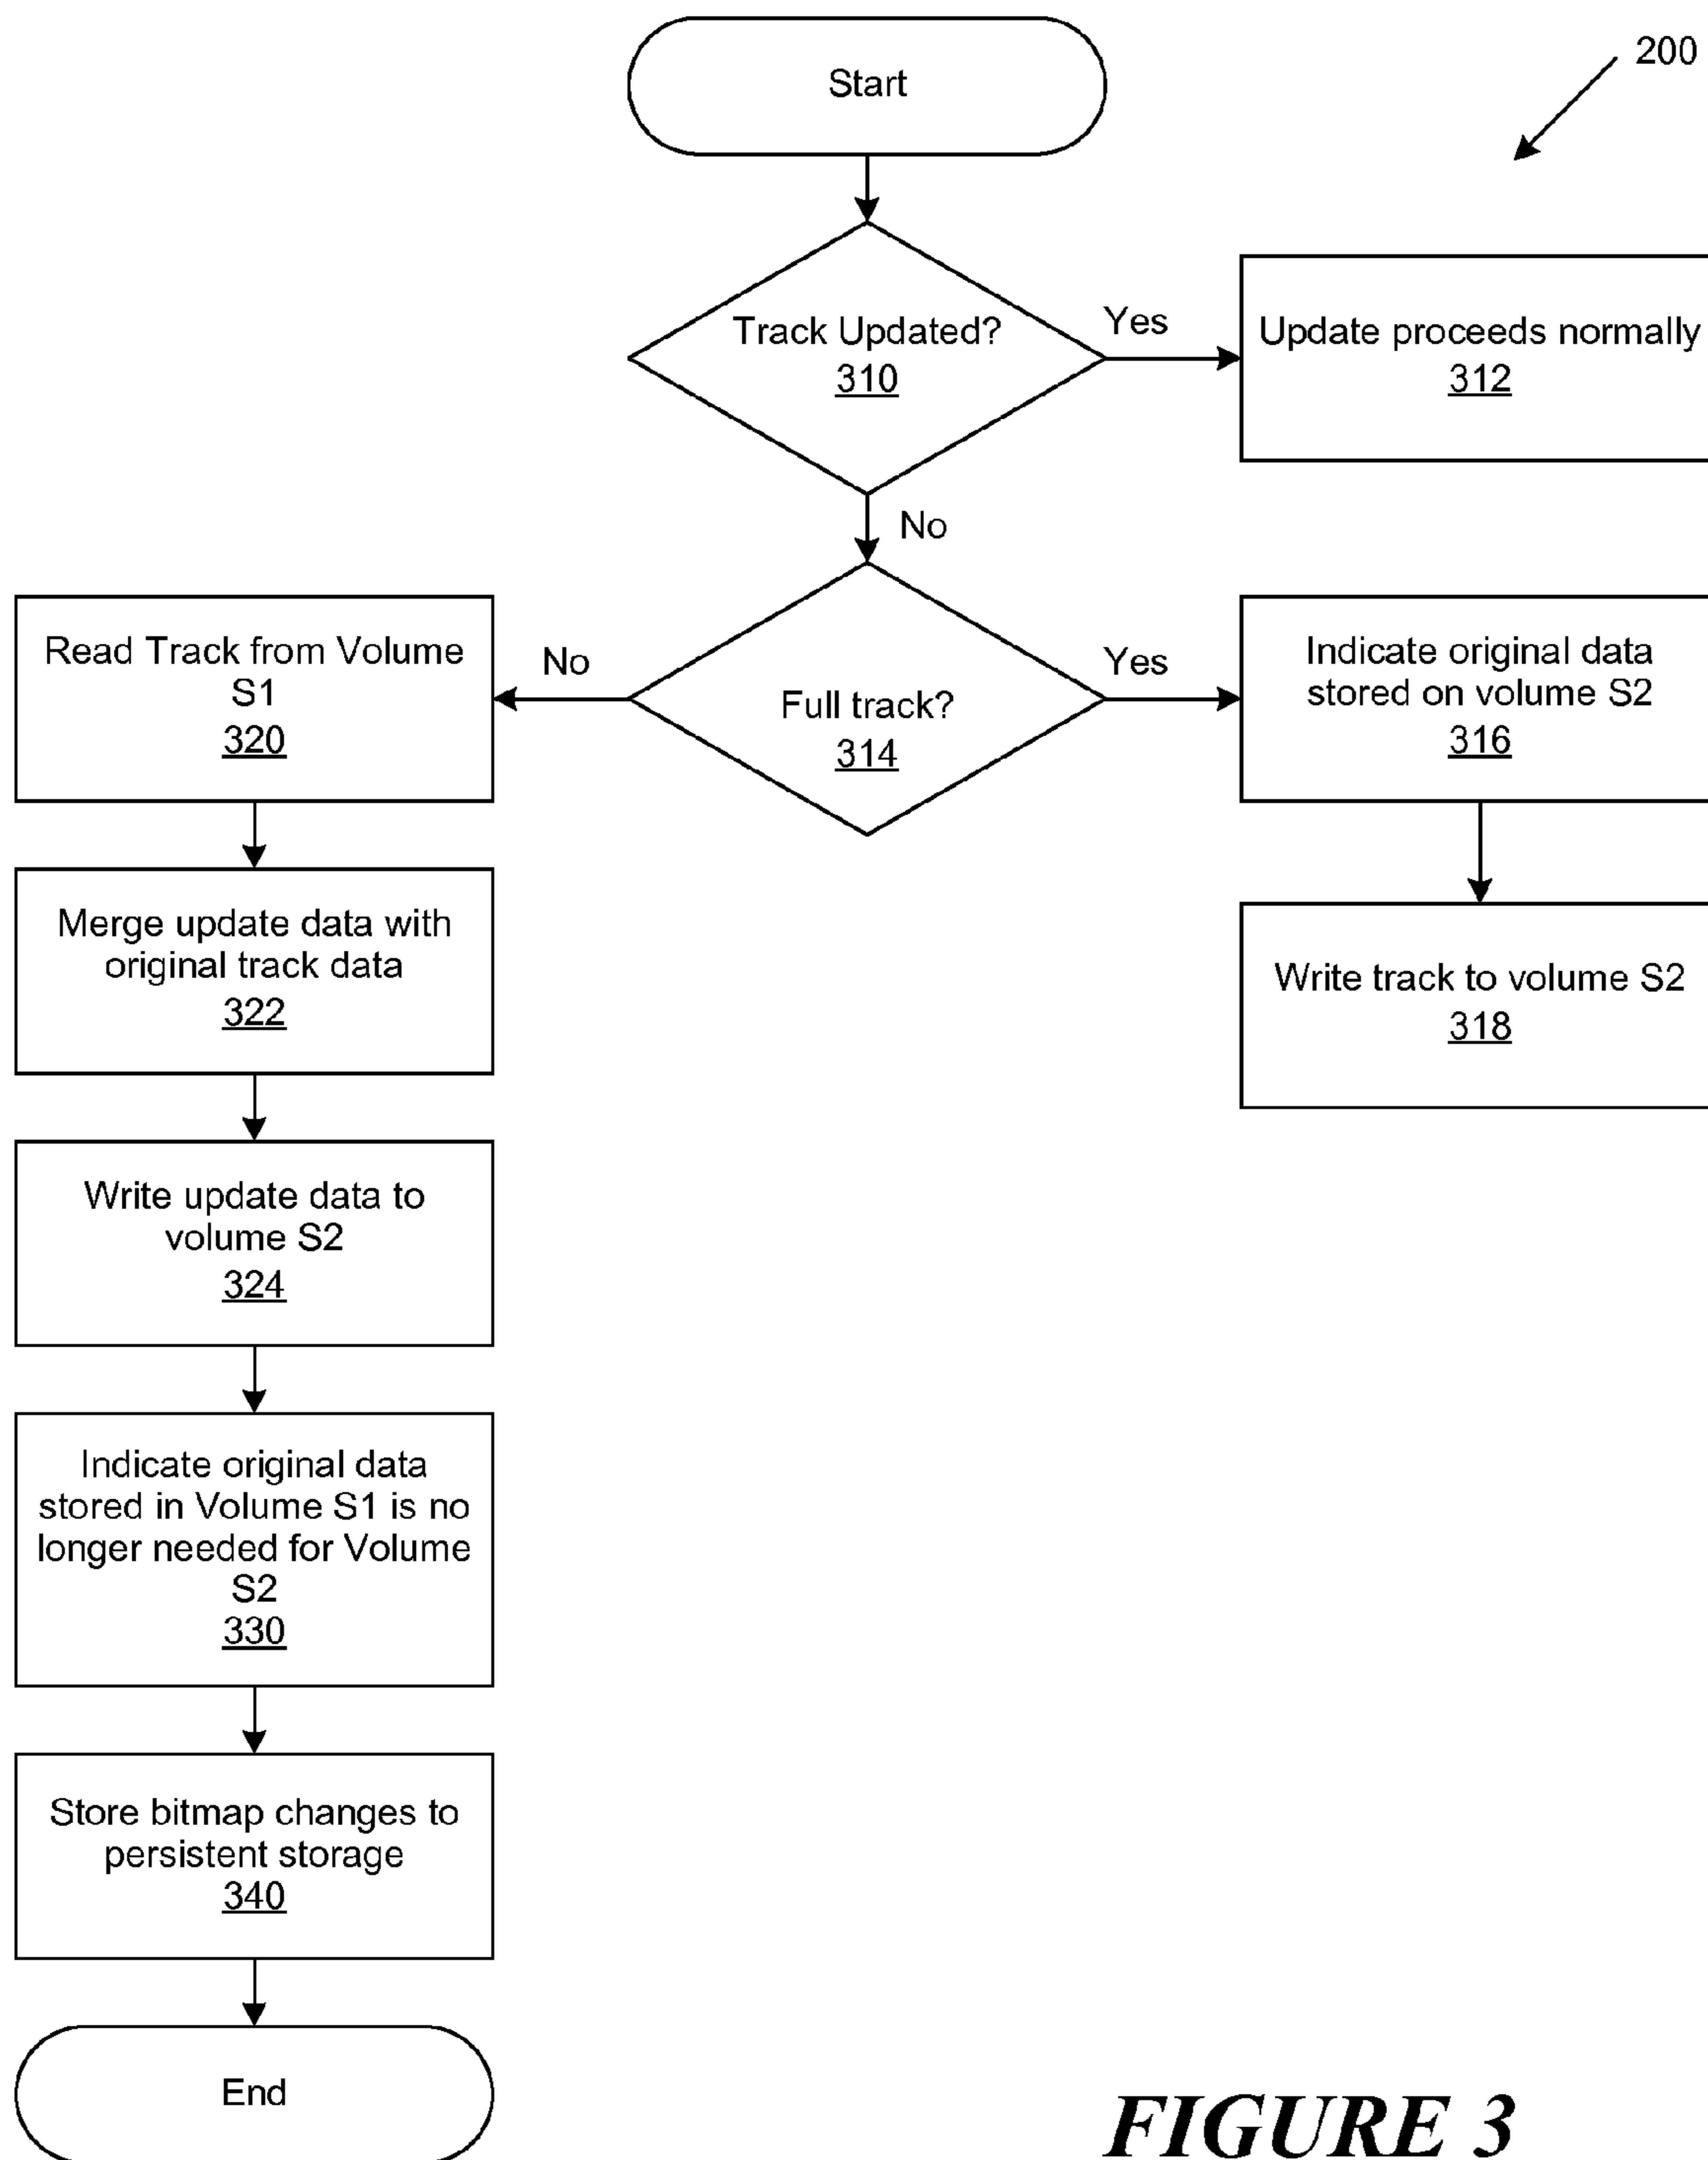 200
Start
Track Updated?
310
Yes
Update proceeds normally
312
No
Full track?
314
No
Yes
Read Track from Volume
S1
320
Indicate original data
stored on volume S2
316
Merge update data with
original track data
322
Write track to volume S2
318
Write update data to
volume S2
324
Indicate original data
stored in Volume S1 is no
longer needed for Volume
S2
330
Store bitmap changes to
persistent storage
340
End
FIGURE 3